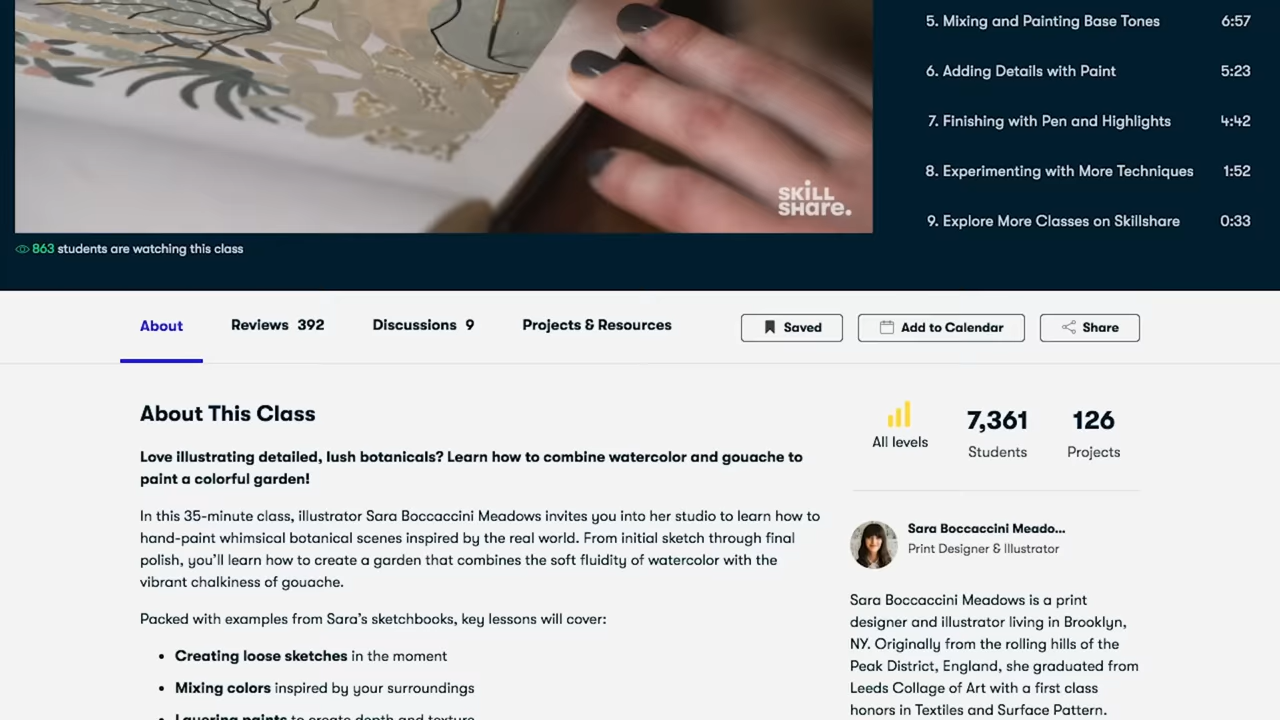 5. Mixing and Painting Base Tones 6:57
6. Adding Details with Paint 5:23
7. Finishing with Pen and Highlights 4:42
8. Experimenting with More Techniques 1:52
9. Explore More Classes on Skillshare 0:33
SKILL
SHare.
863 students are watching this class
About Reviews 392 Discussions 9 Projects & Resources Saved Add to Calendar Share
About This Class
Love illustrating detailed, lush botanicals? Learn how to combine watercolor and gouache to
paint a colorful garden!
In this 35-minute class, illustrator Sara Boccaccini Meadows invites you into her studio to learn how to
hand-paint whimsical botanical scenes inspired by the real world. From initial sketch through final
polish, you’ll learn how to create a garden that combines the soft fluidity of watercolor with the
vibrant chalkiness of gouache.
Packed with examples from Sara’s sketchbooks, key lessons will cover:
• Creating loose sketches in the moment
• Mixing colors inspired by your surroundings
• Layering paints to create depth and texture
All levels
7,361
Students
126
Projects
Sara Boccaccini Meado...
Print Designer & Illustrator
Sara Boccaccini Meadows is a print
designer and illustrator living in Brooklyn,
NY. Originally from the rolling hills of the
Peak District, England, she graduated from
Leeds Collage of Art with a first class
honors in Textiles and Surface Pattern.